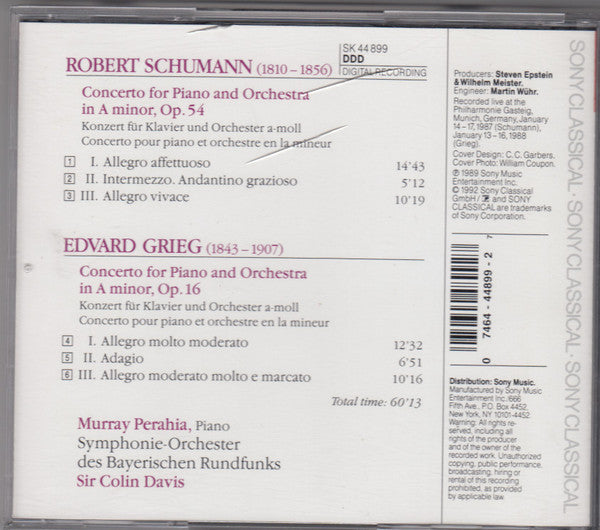 ROBERT SCHUMANN (1810–1856)
SK 44899
DDD
DIGITAL RECORDING
Concerto for Piano and Orchestra
in A minor, Op. 54
Konzert für Klavier und Orchester a-moll
Concerto pour piano et orchestre en la mineur
1 I. Allegro affettuoso 14'43
2 II. Intermezzo. Andantino grazioso 5'12
3 III. Allegro vivace 10'19
EDVARD GRIEG (1843–1907)
Concerto for Piano and Orchestra
in A minor, Op. 16
Konzert für Klavier und Orchester a-moll
Concerto pour piano et orchestre en la mineur
4 I. Allegro molto moderato 12'32
5 II. Adagio 6'51
6 III. Allegro moderato molto e marcato 10'16
Total time: 60'13
Murray Perahia, Piano
Symphonie-Orchester
des Bayerischen Rundfunks
Sir Colin Davis
Producers: Steven Epstein
& Wilhelm Meister.
Engineer: Martin Wöhr.
Recorded live at the
Philharmonie Gasteig,
Munich, Germany, January
14–17, 1987 (Schumann),
January 13–16, 1988
(Grieg).
Cover Design: C.C. Garbers.
Cover Photo: William Coupon.
℗ 1989 Sony Music
Entertainment Inc.
© 1992 Sony Classical
GmbH / and SONY
CLASSICAL are trademarks
of Sony Corporation.
0 7464-44899-2 7
Distribution: Sony Music.
Manufactured by Sony Music
Entertainment Inc. 666
Fifth Ave., P.O. Box 4452,
New York, NY 10101-4452
Warning: All rights re-
served, including all rights
of the producer
and of the owner of the
recorded work. Unauthorized
copying, public performance,
broadcasting, hiring or
rental of this recording
prohibited, as provided
by applicable law.
SONY CLASSICAL · SONY CLASSICAL · SONY CLASSICAL